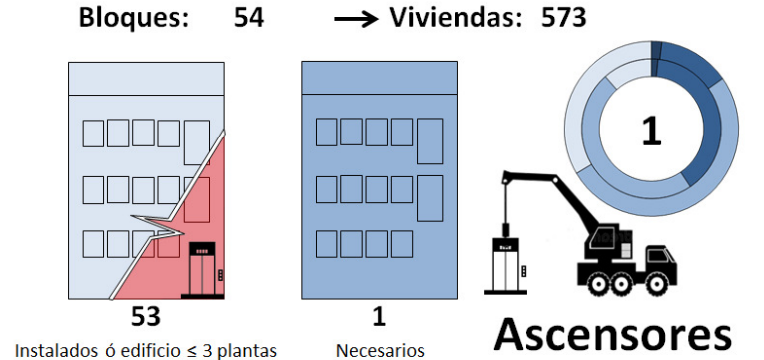 Bloques: 54 → Viviendas: 573
1
53
1
Instalados ó edificio ≤ 3 plantas
Necesarios
Ascensores